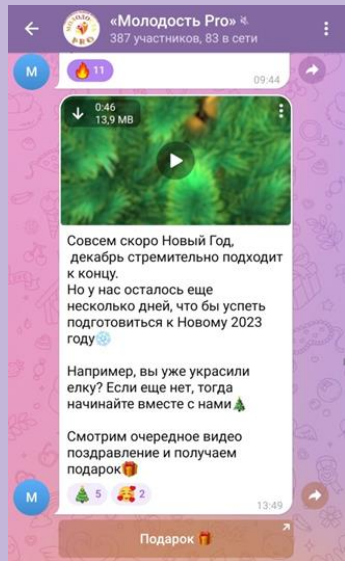 «Молодость Pro»
387 участников, 83 в сети
М
11
09:44
0:46
13,9 MB
Совсем скоро Новый Год,
декабрь стремительно подходит
к концу.
Но у нас осталось еще
несколько дней, что бы успеть
подготовиться к Новому 2023
году
Например, вы уже украсили
елку? Если еще нет, тогда
начинайте вместе с нами
Смотрим очередное видео
поздравление и получаем
подарок
М
5
2
13:49
Подарок